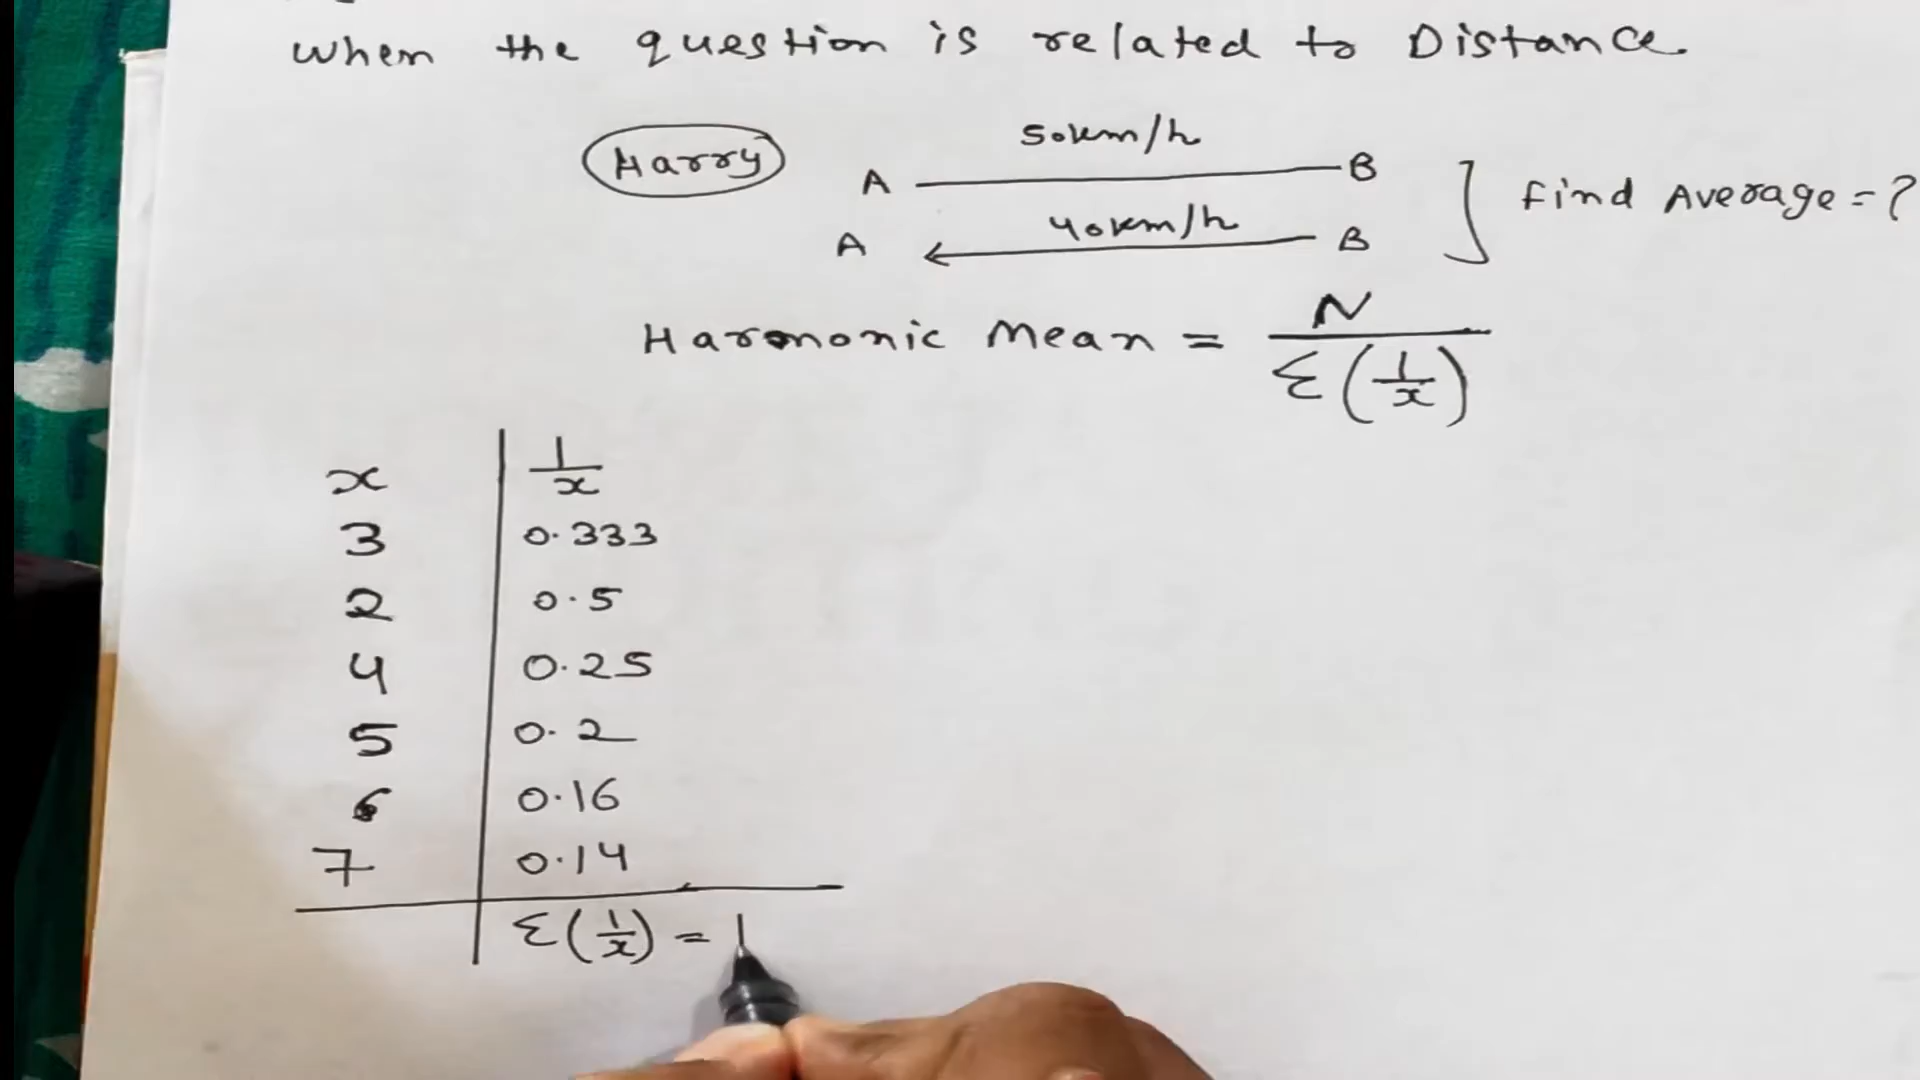 When the question is related to Distance.
Harry A 50km/h B
A 40km/h B ] find Average = ?
Harmonic Mean = N / Σ(1/x)
x 1/x
3 0.333
2 0.5
4 0.25
5 0.2
6 0.16
7 0.14
Σ(1/x) = 1